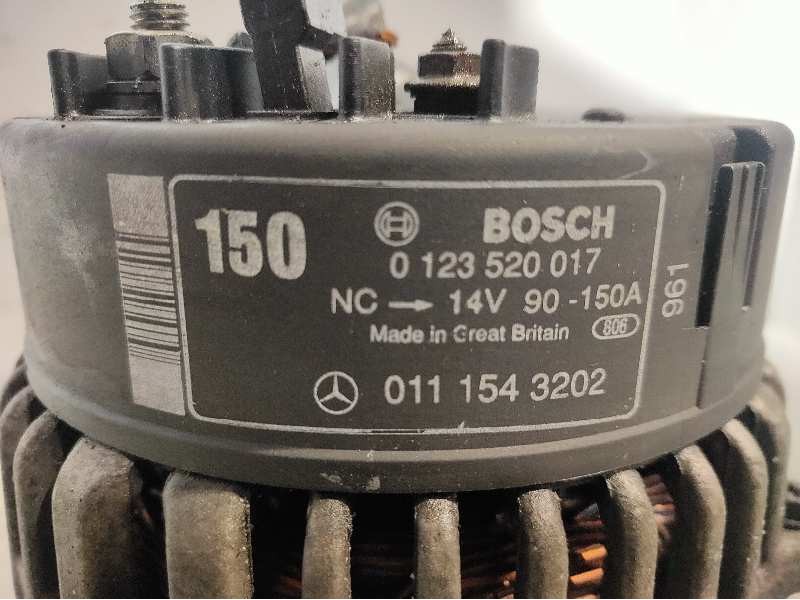 150
BOSCH
0 123 520 017
NC → 14V 90 -150A
Made in Great Britain 806
011 154 3202
961